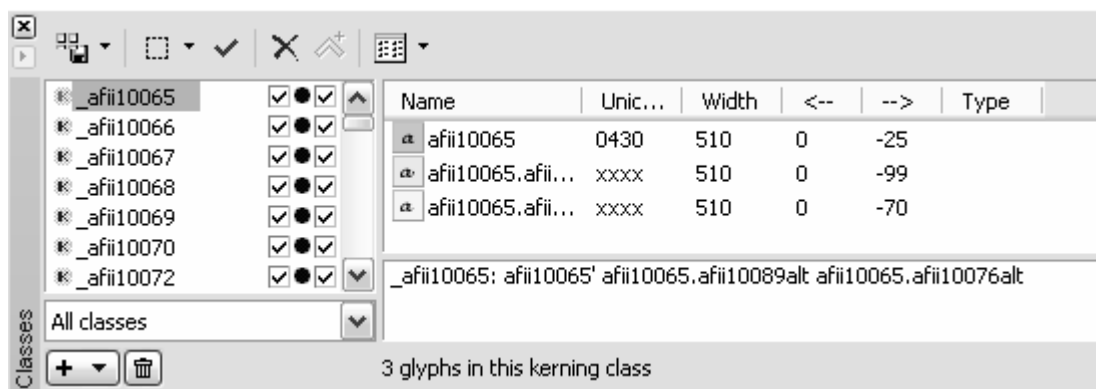 _afii10065
_afii10066
_afii10067
_afii10068
_afii10069
_afii10070
_afii10072
All classes
Classes
Name Unic... Width <-- --> Type
a afii10065 0430 510 0 -25
a afii10065.afii... xxxx 510 0 -99
a afii10065.afii... xxxx 510 0 -70
_afii10065: afii10065' afii10065.afii10089alt afii10065.afii10076alt
3 glyphs in this kerning class